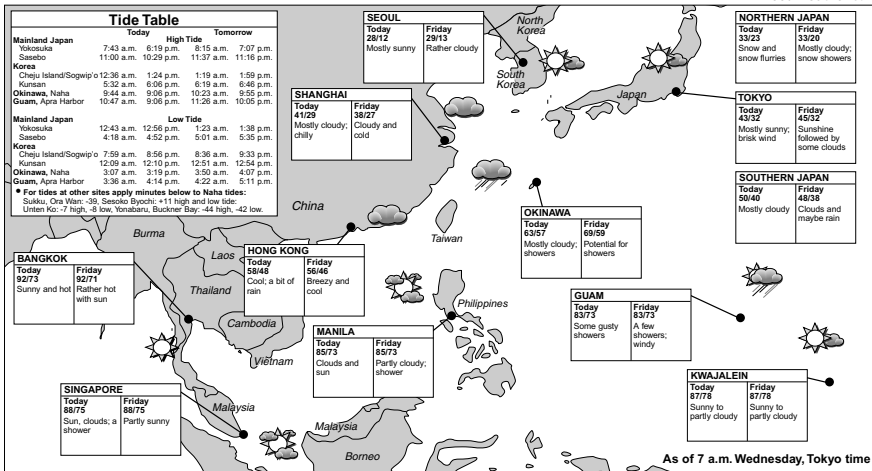 Tide Table
Today Tomorrow
Mainland Japan High Tide
Yokosuka 7:43 a.m. 6:19 p.m. 8:15 a.m. 7:07 p.m.
Sasebo 11:00 a.m. 10:29 p.m. 11:37 a.m. 11:16 p.m.
Korea
Cheju Island/Sogwip'o 12:36 a.m. 1:24 p.m. 1:19 a.m. 1:59 p.m.
Kunsan 5:32 a.m. 6:06 p.m. 6:19 a.m. 6:46 p.m.
Okinawa, Naha 9:44 a.m. 9:06 p.m. 10:23 a.m. 9:55 p.m.
Guam, Apra Harbor 10:47 a.m. 9:06 p.m. 11:26 a.m. 10:05 p.m.
Mainland Japan Low Tide
Yokosuka 12:43 a.m. 12:56 p.m. 1:23 a.m. 1:38 p.m.
Sasebo 4:18 a.m. 4:52 p.m. 5:01 a.m. 5:35 p.m.
Korea
Cheju Island/Sogwip'o 7:59 a.m. 8:56 p.m. 8:36 a.m. 9:33 p.m.
Kunsan 12:09 a.m. 12:10 p.m. 12:51 a.m. 12:54 p.m.
Okinawa, Naha 3:07 a.m. 3:19 p.m. 3:50 a.m. 4:07 p.m.
Guam, Apra Harbor 3:36 a.m. 4:14 p.m. 4:22 a.m. 5:11 p.m.
• For tides at other sites apply minutes below to Naha tides:
Sukku, Ora Wan: -39, Sesoko Byochi: +11 high and low tide:
Unten Ko: -7 high, -8 low, Yonabaru, Buckner Bay: -44 high, -42 low.
SEOUL
Today Friday
28/12 29/13
Mostly sunny Rather cloudy
North
Korea
South
Korea
Japan
NORTHERN JAPAN
Today Friday
33/23 33/20
Snow and Mostly cloudy;
snow flurries snow showers
SHANGHAI
Today Friday
41/29 38/27
Mostly cloudy; Cloudy and
chilly cold
TOKYO
Today Friday
43/32 45/32
Mostly sunny; Sunshine
brisk wind followed by
some clouds
SOUTHERN JAPAN
Today Friday
50/40 48/38
Mostly cloudy Clouds and
maybe rain
China
Taiwan
OKINAWA
Today Friday
63/57 69/59
Mostly cloudy; Potential for
showers showers
Burma
Laos
Thailand
Cambodia
Vietnam
HONG KONG
Today Friday
58/48 56/46
Cool; a bit of Breezy and
rain cool
BANGKOK
Today Friday
92/73 92/71
Sunny and hot Rather hot
with sun
Philippines
MANILA
Today Friday
85/73 85/73
Clouds and Partly cloudy;
sun shower
GUAM
Today Friday
83/73 83/73
Some gusty A few
showers showers;
windy
KWAJALEIN
Today Friday
87/78 87/78
Sunny to Sunny to
partly cloudy partly cloudy
SINGAPORE
Today Friday
88/75 88/75
Sun, clouds; a Partly sunny
shower
Malaysia
Malaysia
Borneo
As of 7 a.m. Wednesday, Tokyo time